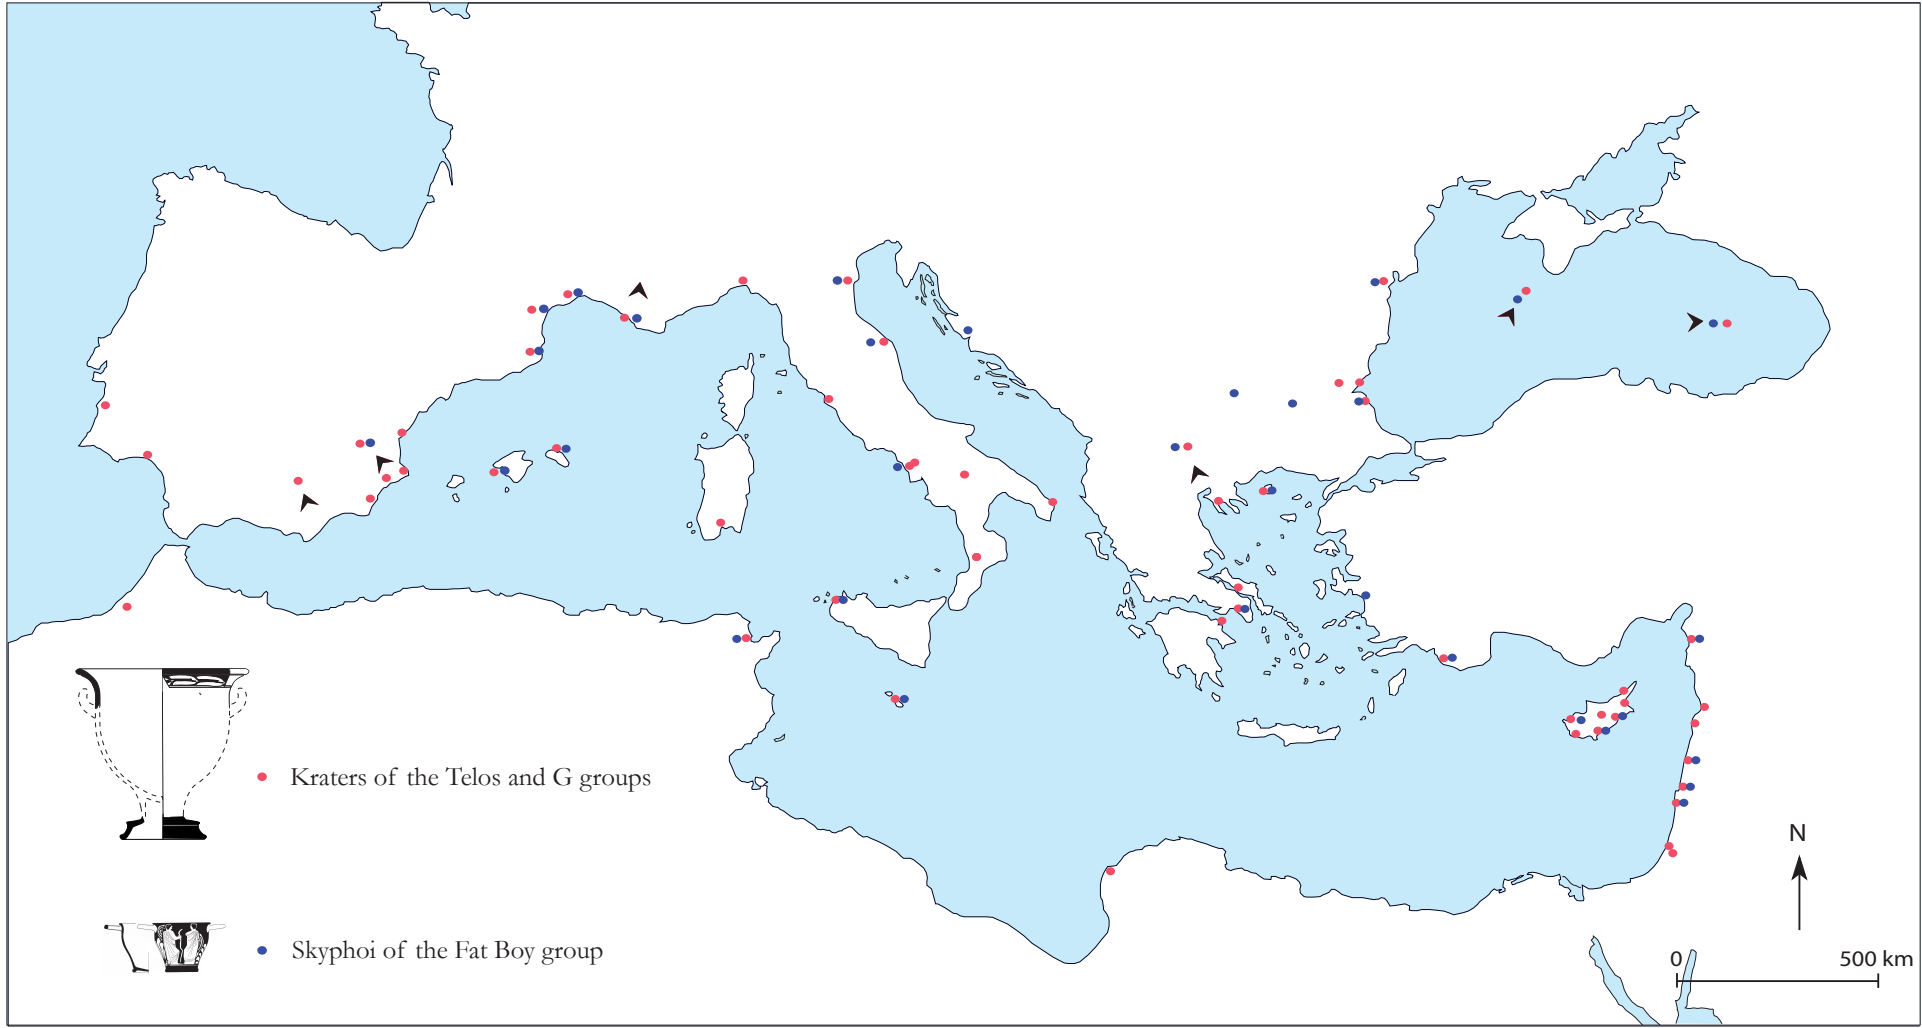 Kraters of the Telos and G groups
N
Skyphoi of the Fat Boy group
0 500 km